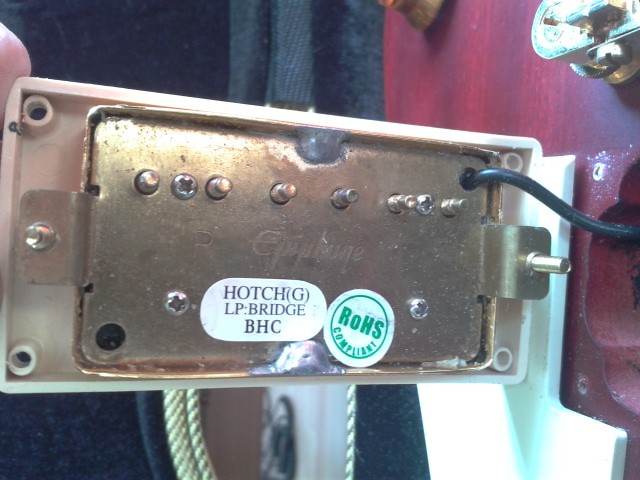 Epiphone
HOTCH(G)
LP:BRIDGE
BHC
RoHS
COMPLIANT